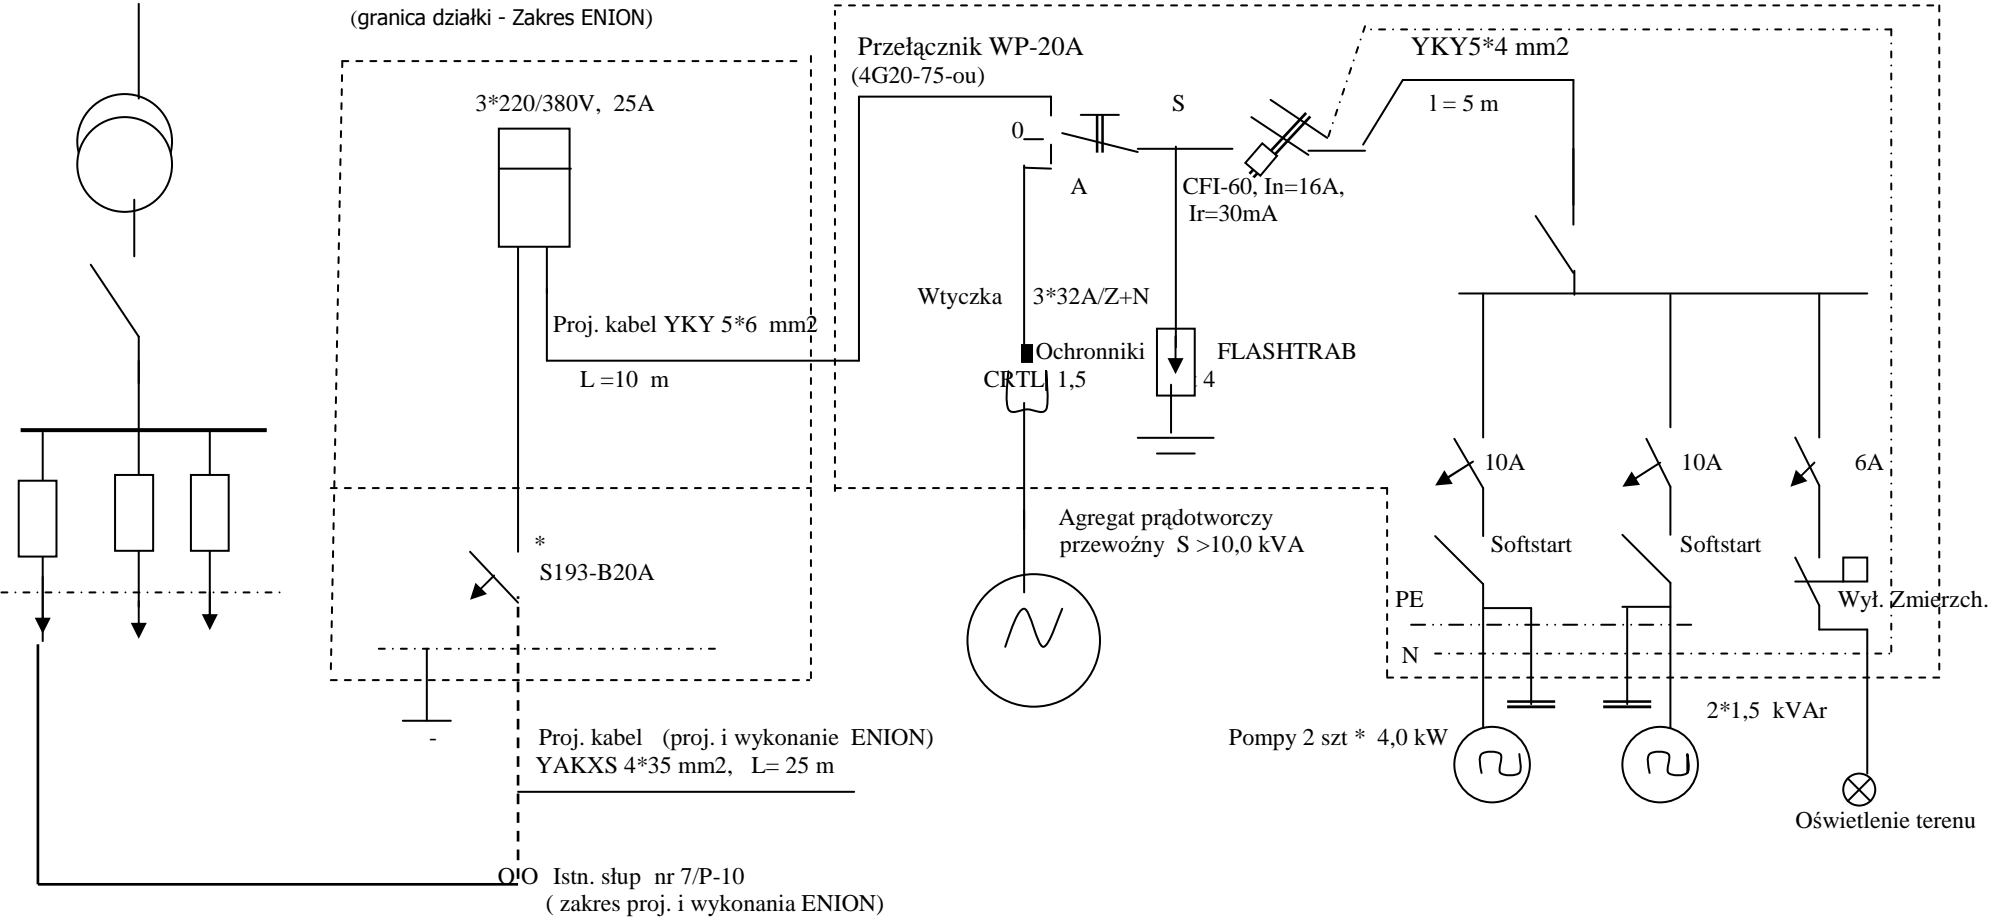 (granica działki - Zakres ENION)
3*220/380V, 25A
Przełącznik WP-20A
(4G20-75-ou)
0
S
A
YKY5*4 mm2
l = 5 m
CFI-60, In=16A,
Ir=30mA
Wtyczka 3*32A/Z+N
Proj. kabel YKY 5*6 mm2
L =10 m
Ochronniki FLASHTRAB
CRTL 1,5 4
10A
10A
6A
*
S193-B20A
Agregat prądotworczy
przewoźny S >10,0 kVA
Softstart
Softstart
Wył. Zmierzch.
PE
N
-
2*1,5 kVAr
Pompy 2 szt * 4,0 kW
Proj. kabel (proj. i wykonanie ENION)
YAKXS 4*35 mm2, L= 25 m
Oświetlenie terenu
O O Istn. słup nr 7/P-10
( zakres proj. i wykonania ENION)